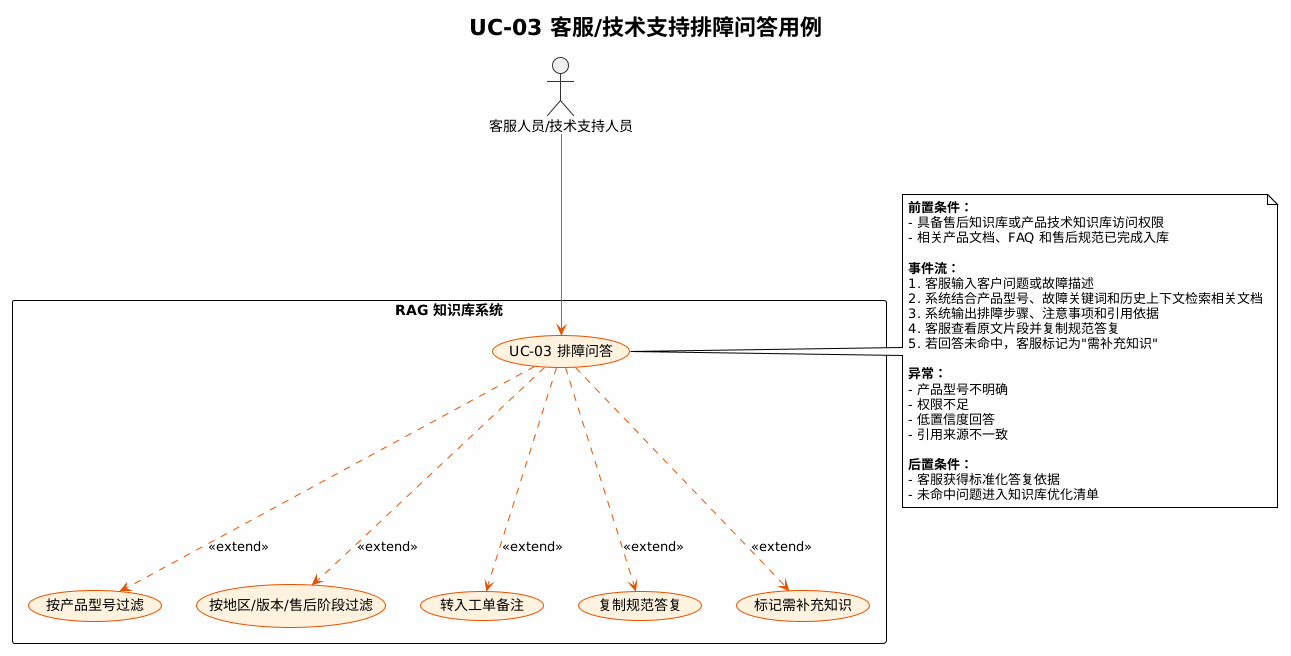 UC-03 客服/技术支持排障问答用例
客服人员/技术支持人员
前置条件：
- 具备售后知识库或产品技术知识库访问权限
- 相关产品文档、FAQ 和售后规范已完成入库
事件流：
1. 客服输入客户问题或故障描述
2. 系统结合产品型号、故障关键词和历史上下文检索相关文档
3. 系统输出排障步骤、注意事项和引用依据
4. 客服查看原文片段并复制规范答复
5. 若回答未命中，客服标记为"需补充知识"
异常：
- 产品型号不明确
- 权限不足
- 低置信度回答
- 引用来源不一致
后置条件：
- 客服获得标准化答复依据
- 未命中问题进入知识库优化清单
RAG 知识库系统
UC-03 排障问答
«extend»
«extend»
«extend»
«extend»
«extend»
按产品型号过滤
按地区/版本/售后阶段过滤
转入工单备注
复制规范答复
标记需补充知识